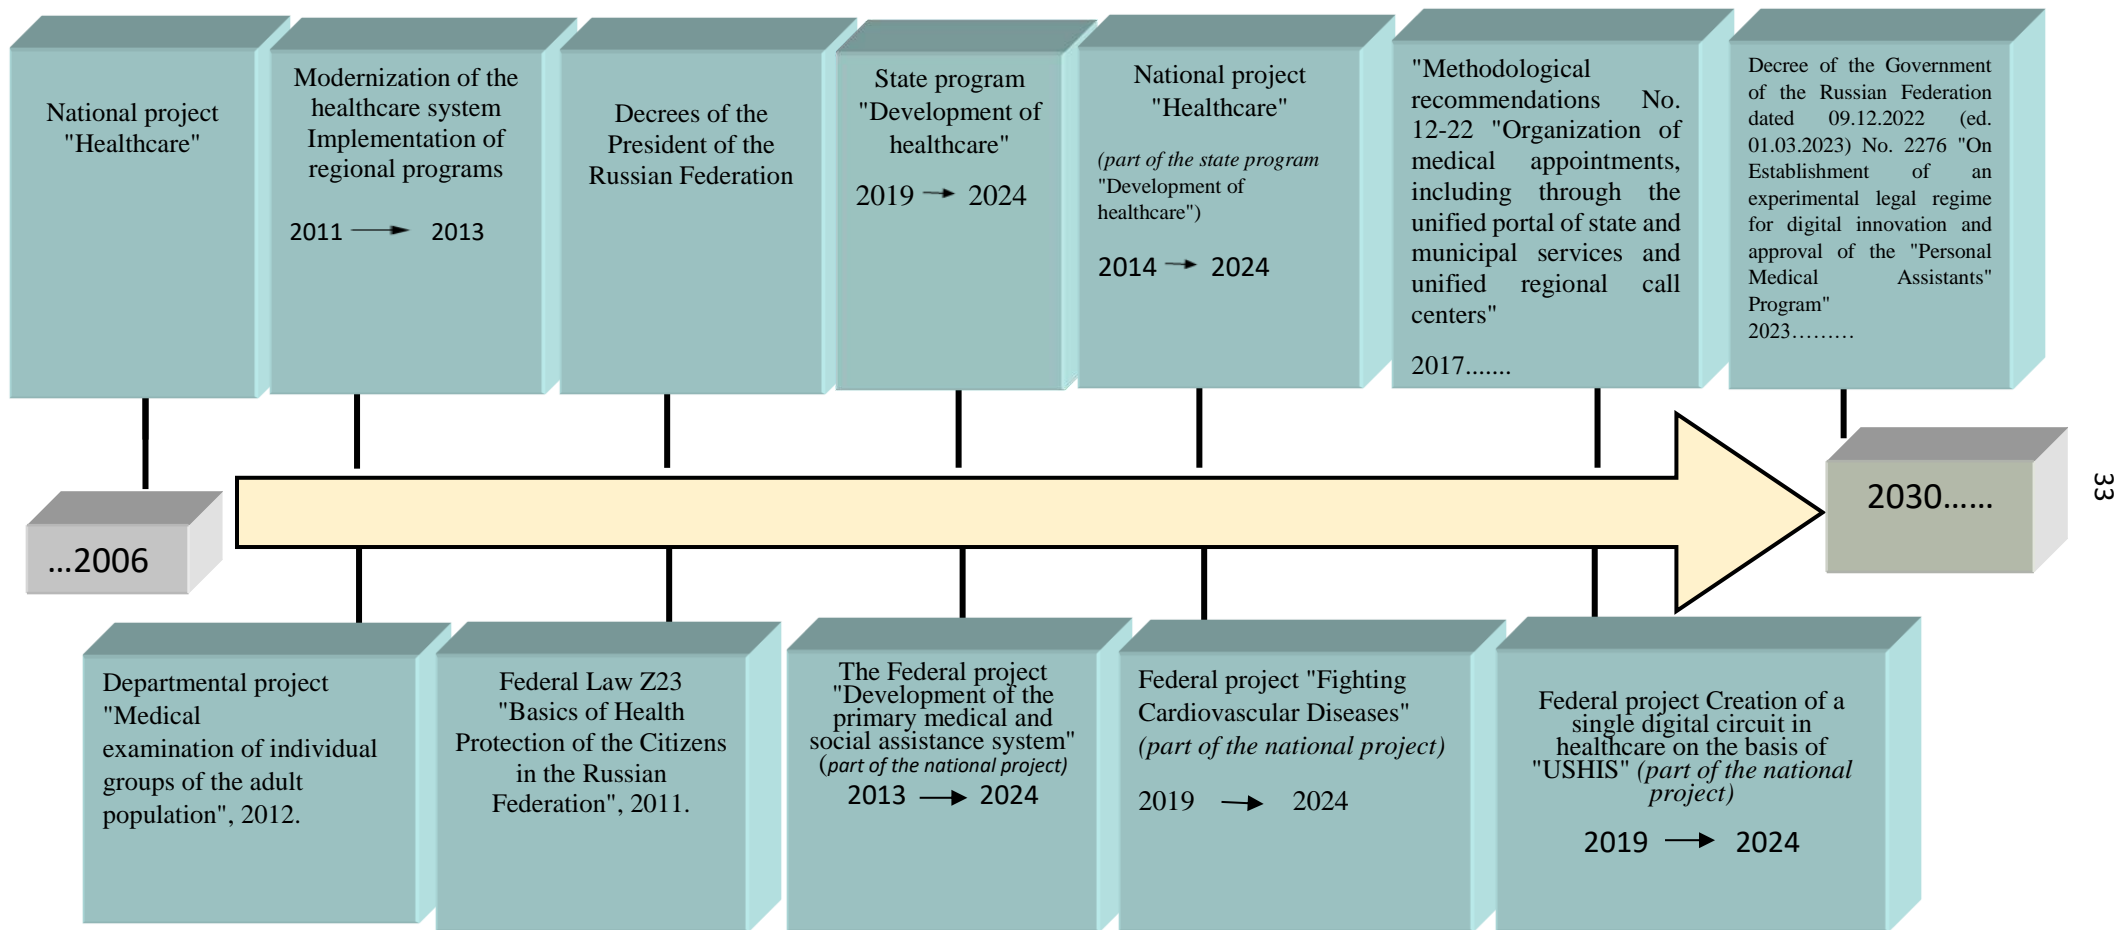 National project
"Healthcare"
Modernization of the
healthcare system
Implementation of
regional programs
2011 → 2013
Decrees of the
President of the
Russian Federation
State program
"Development of
healthcare"
2019 → 2024
National project
"Healthcare"
(part of the state program
"Development of
healthcare")
2014 → 2024
"Methodological
recommendations No.
12-22 "Organization of
medical appointments,
including through the
unified portal of state and
municipal services and
unified regional call
centers"
2017.......
Decree of the Government
of the Russian Federation
dated 09.12.2022 (ed.
01.03.2023) No. 2276 "On
Establishment of an
experimental legal regime
for digital innovation and
approval of the "Personal
Medical Assistants"
Program"
2023………
...2006
2030......
33
Departmental project
"Medical
examination of individual
groups of the adult
population", 2012.
Federal Law Z23
"Basics of Health
Protection of the Citizens
in the Russian
Federation", 2011.
The Federal project
"Development of the
primary medical and
social assistance system"
(part of the national project)
2013 → 2024
Federal project "Fighting
Cardiovascular Diseases"
(part of the national project)
2019 → 2024
Federal project Creation of a
single digital circuit in
healthcare on the basis of
"USHIS" (part of the national
project)
2019 → 2024